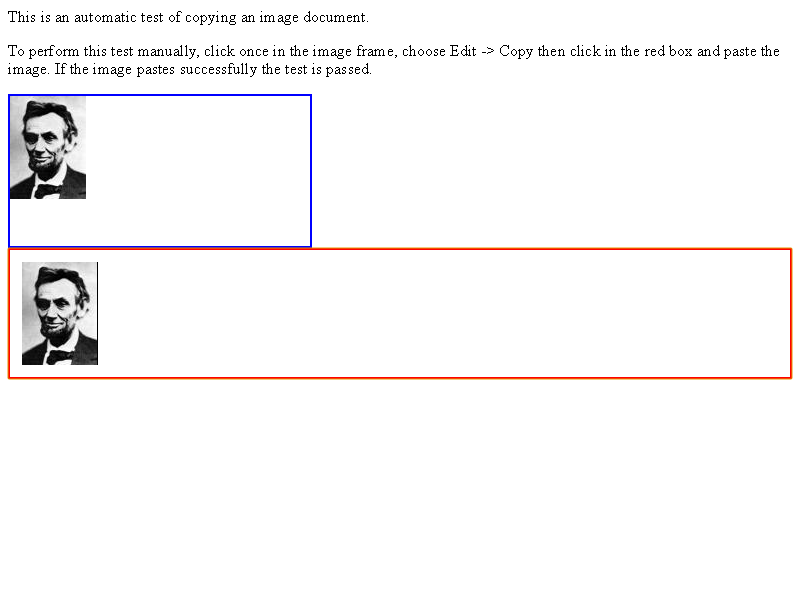 This is an automatic test of copying an image document.
To perform this test manually, click once in the image frame, choose Edit -> Copy then click in the red box and paste the
image. If the image pastes successfully the test is passed.